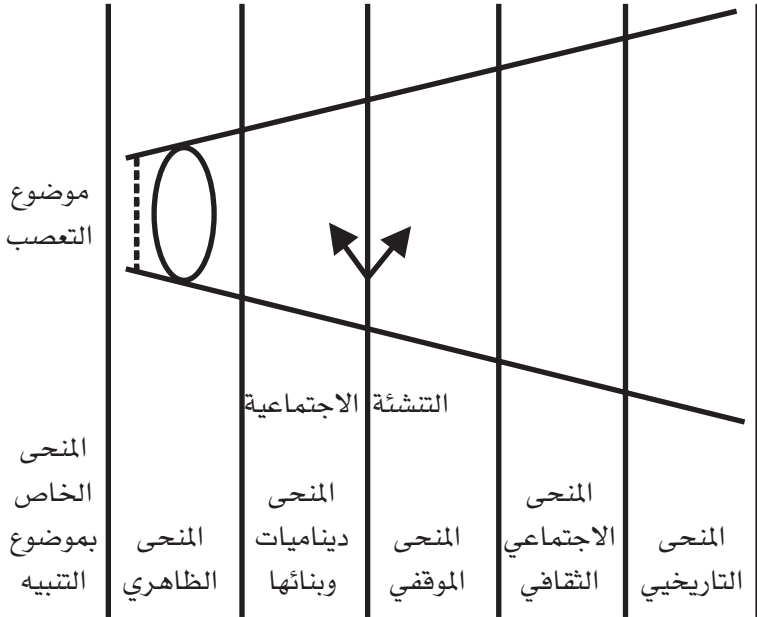 موضوع
التعصب
التنشئة الاجتماعية
المنحى
الخاص
بموضوع
التنبيه
المنحى
الظاهري
المنحى
ديناميات
وبنائها
المنحى
الموقفي
المنحى
الاجتماعي
الثقافي
المنحى
التاريخيي